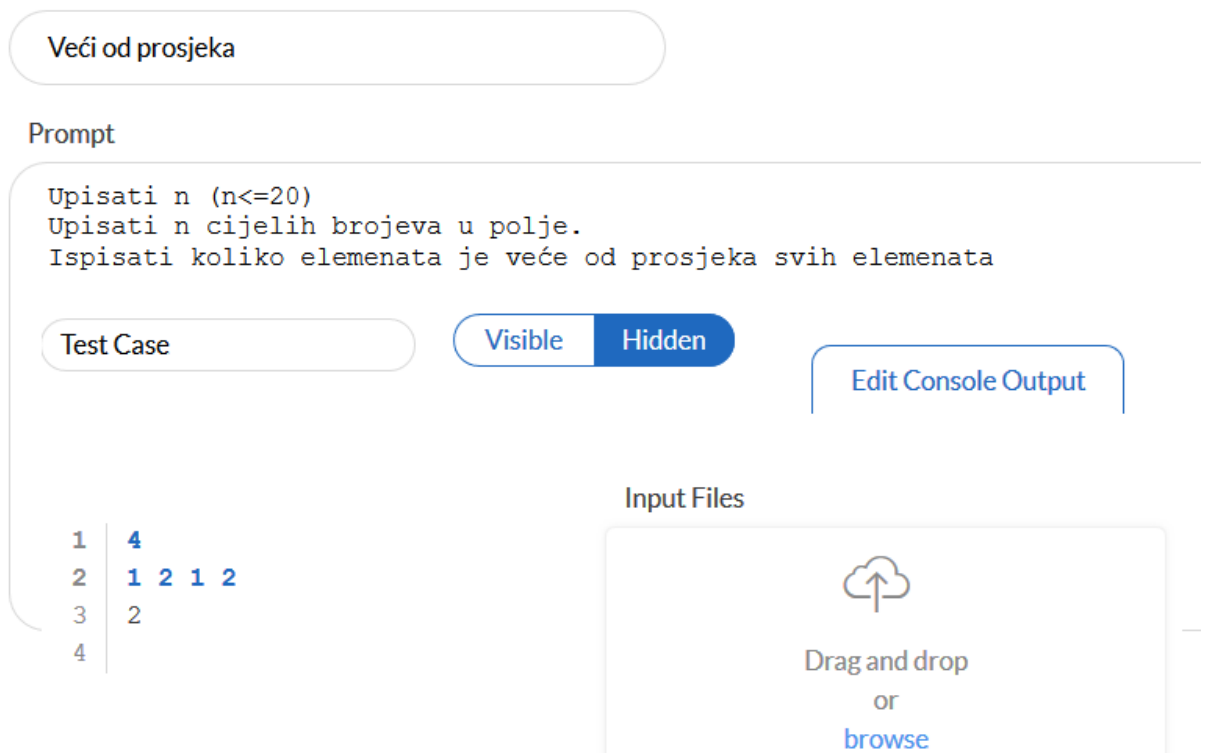 Veći od prosjeka
Prompt
Upisati n (n<=20)
Upisati n cijelih brojeva u polje.
Ispisati koliko elemenata je veće od prosjeka svih elemenata
Test Case
Visible
Hidden
Edit Console Output
Input Files
1 4
2 1 2 1 2
3 2
4
Drag and drop
or
browse